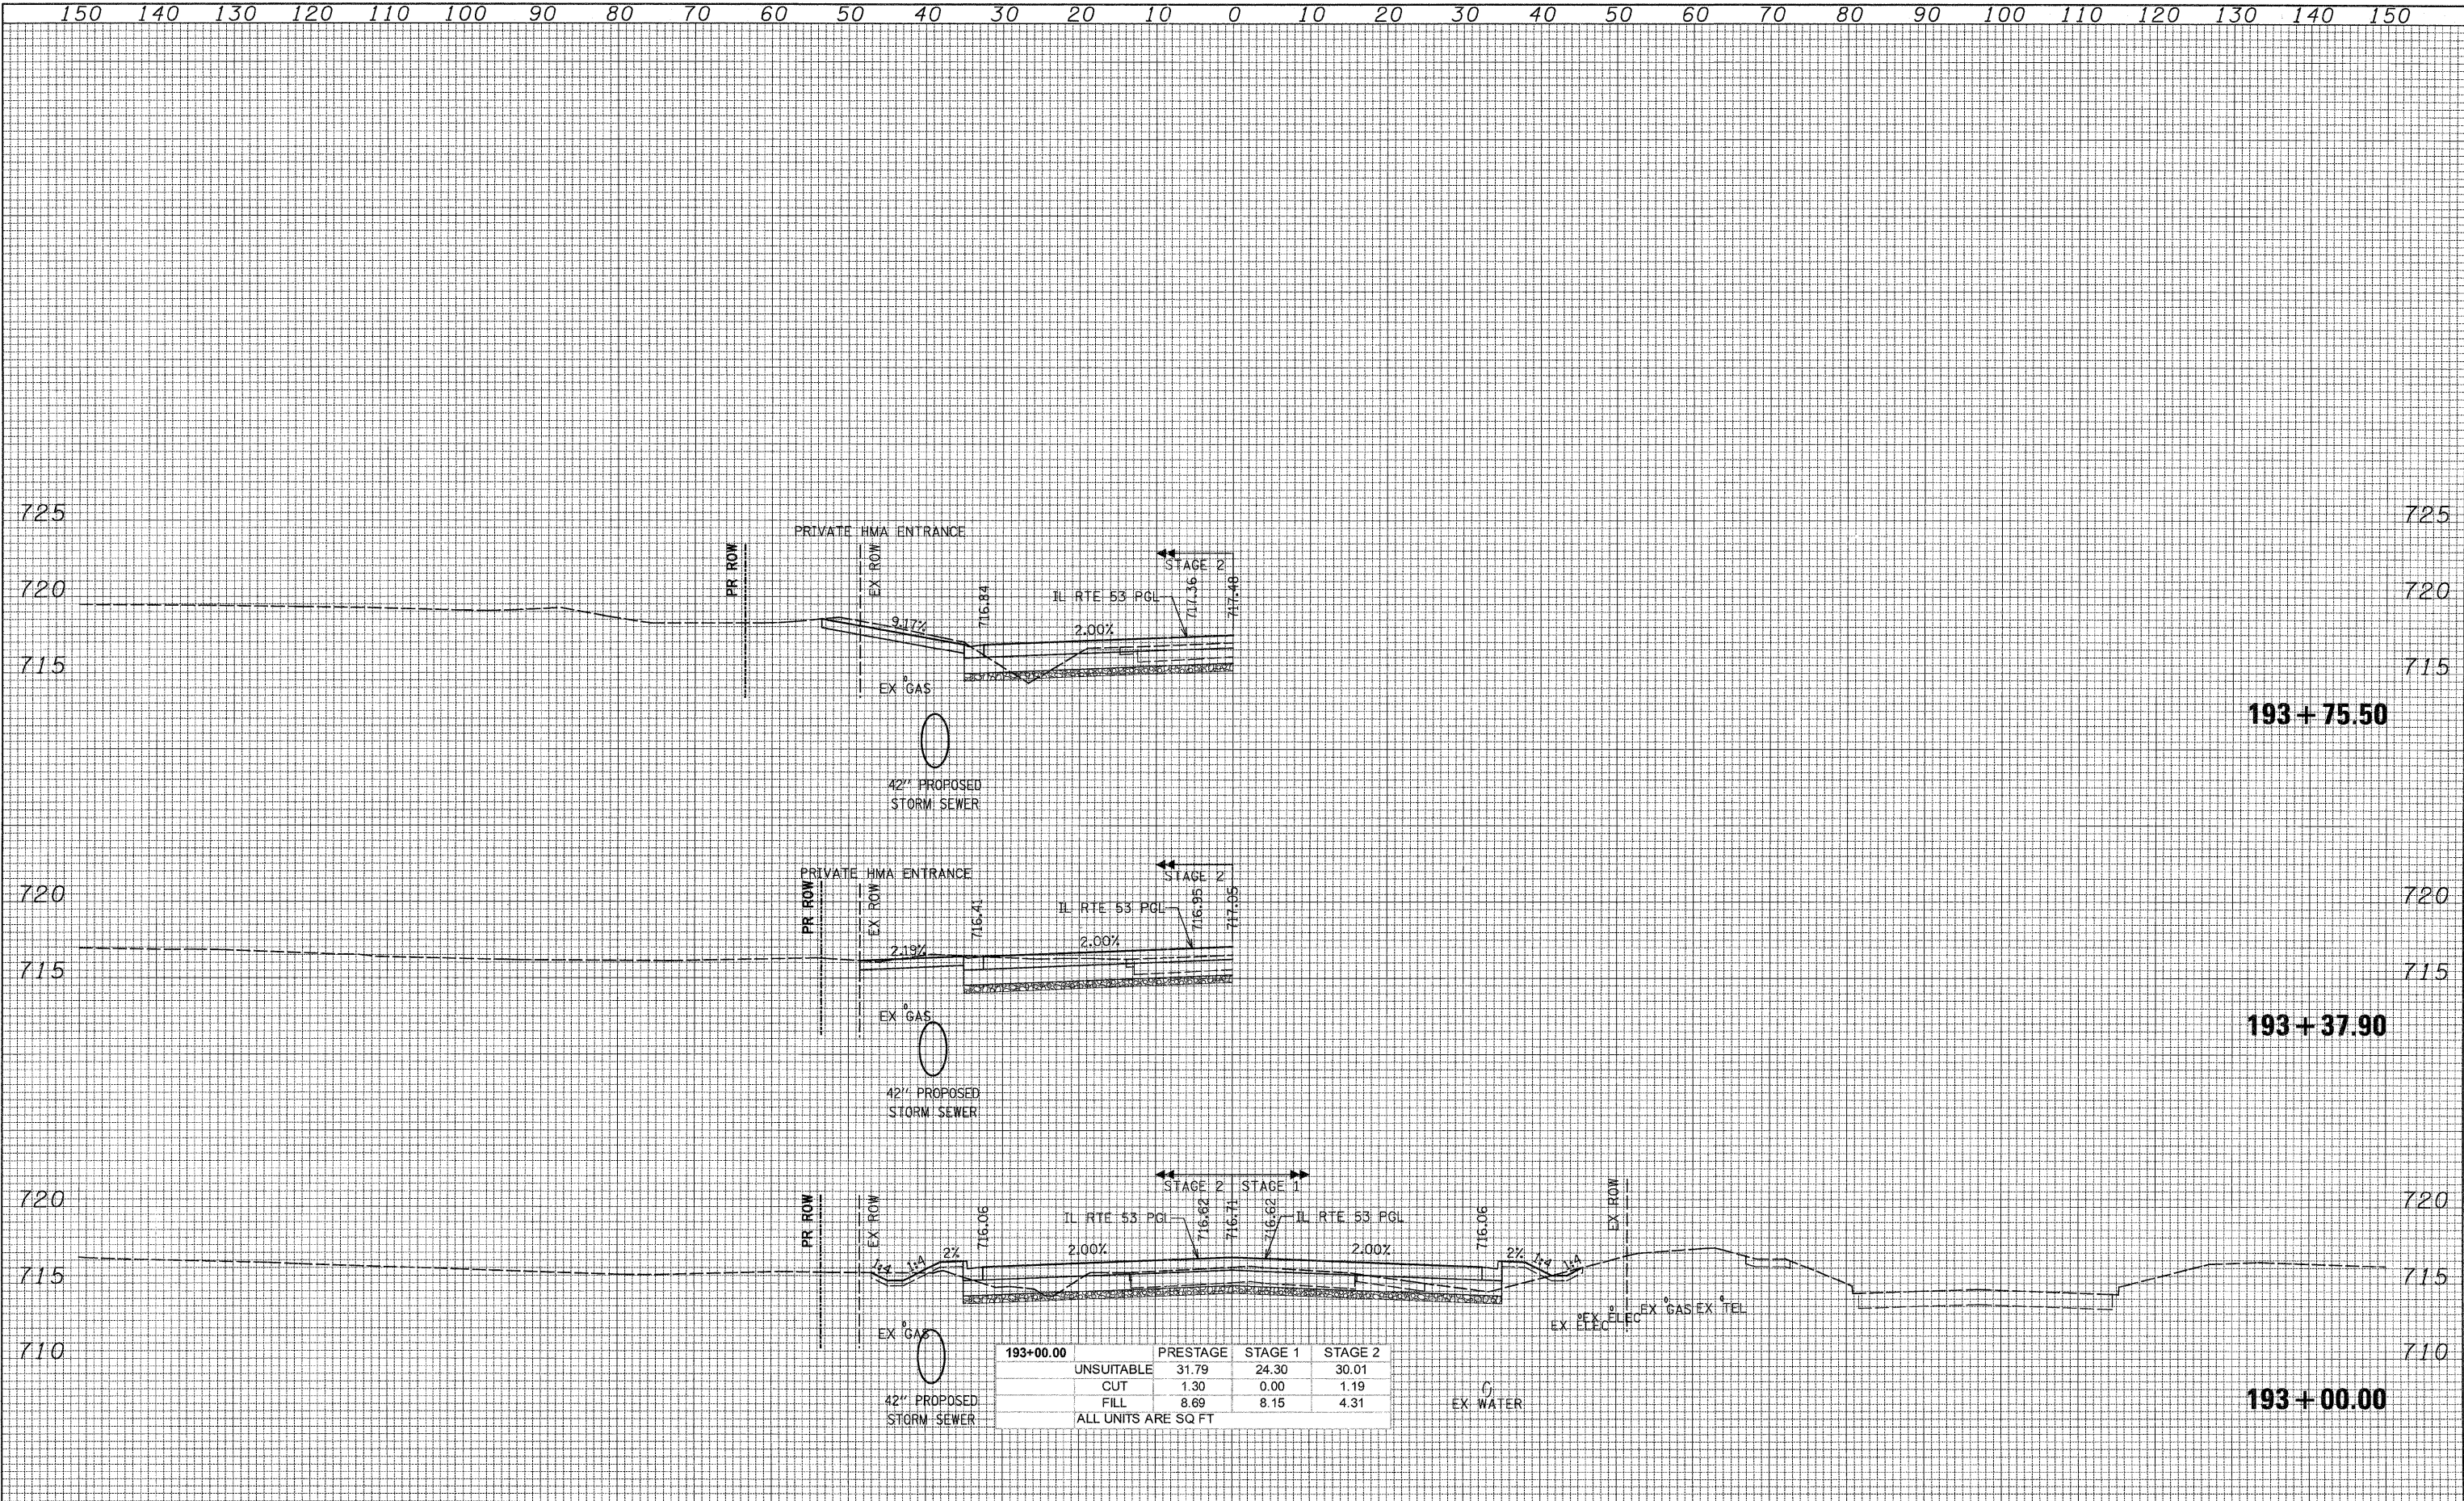 150 140 130 120 110 100 90 80 70 60 50 40 30 20 10 0 10 20 30 40 50 60 70 80 90 100 110 120 130 140 150
725 725
PRIVATE HMA ENTRANCE
PR ROW
EX ROW
STAGE 2
720 720
716.84
IL RTE 53 PGL
717.36
717.48
9.17%
2.00%
715 715
EX GAS
193+75.50
42" PROPOSED
STORM SEWER
PRIVATE HMA ENTRANCE
STAGE 2
720 720
PR ROW
EX ROW
716.41
IL RTE 53 PGL
716.95
717.05
2.19%
2.00%
715 715
EX GAS
193+37.90
42" PROPOSED
STORM SEWER
STAGE 2 STAGE 1
720 720
PR ROW
EX ROW
716.06
IL RTE 53 PGL
716.62
716.71
716.62
IL RTE 53 PGL
716.06
EX ROW
1:4 1:4 2% 2.00% 2.00% 2% 1:4 1:4
715 715
EX GAS
EX ELEC
EX ELEC
EX GAS
EX TEL
710 710
193+00.00 PRESTAGE STAGE 1 STAGE 2
UNSUITABLE 31.79 24.30 30.01
CUT 1.30 0.00 1.19
FILL 8.69 8.15 4.31
ALL UNITS ARE SQ FT
42" PROPOSED
STORM SEWER
EX WATER
193+00.00